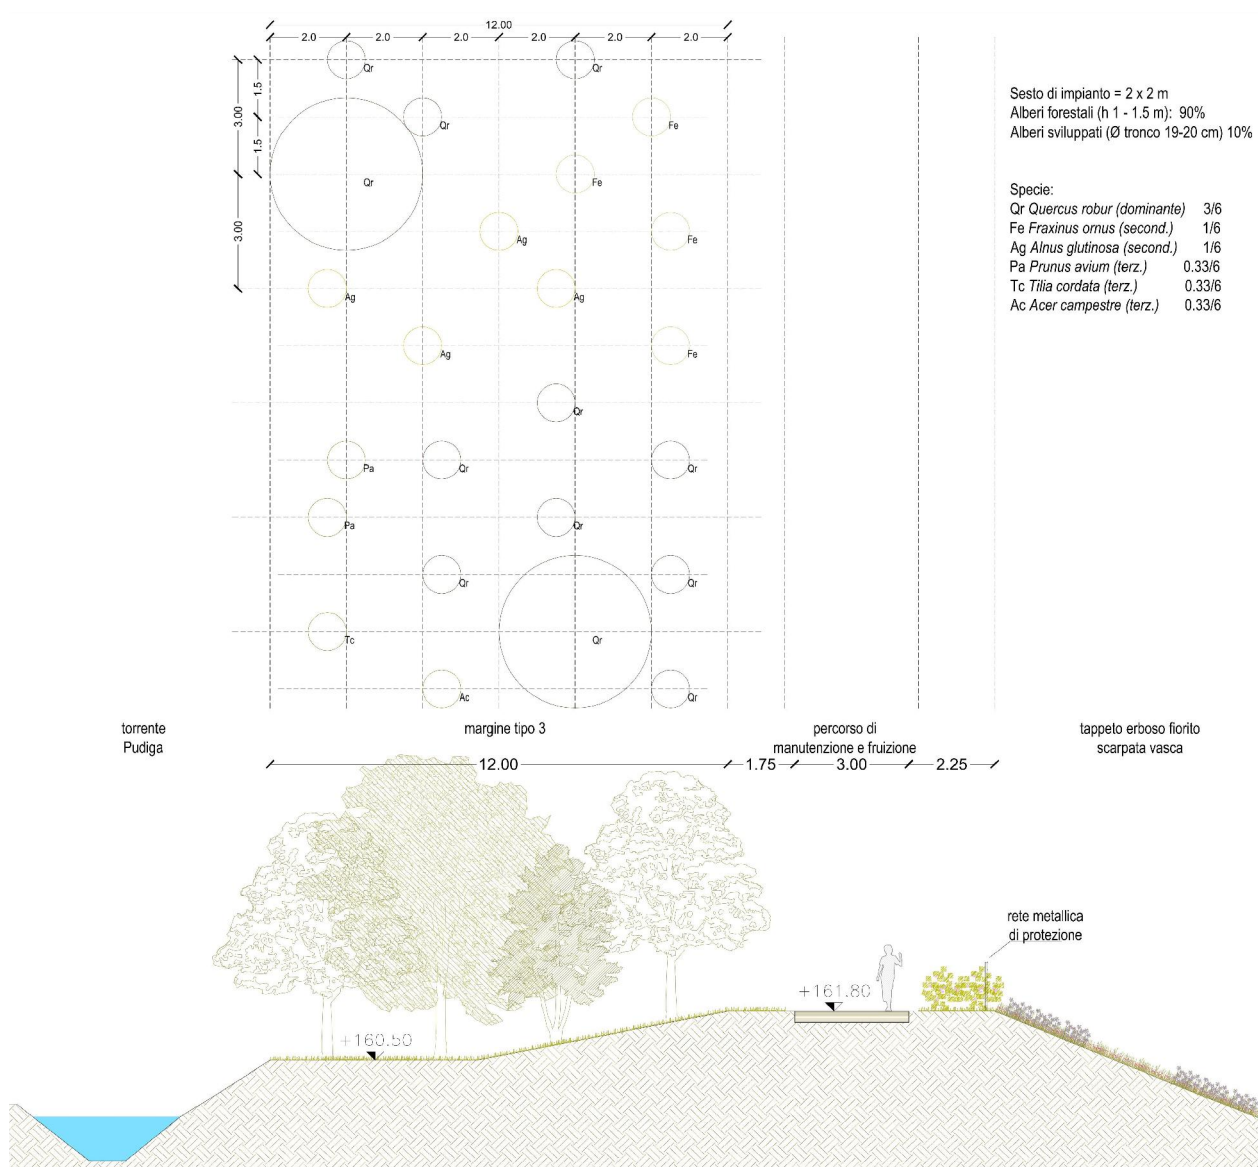 12.00
2.0 2.0 2.0 2.0 2.0 2.0
Qr Qr
1.5
3.00
Qr Fe
1.5
Qr Fe
3.00
Ag Fe
Ag Ag
Ag Fe
Qr
Pa Qr Qr
Pa Qr
Qr Qr
Tc Qr
Ac Qr
Sesto di impianto = 2 x 2 m
Alberi forestali (h 1 - 1.5 m): 90%
Alberi sviluppati (Ø tronco 19-20 cm) 10%
Specie:
Qr Quercus robur (dominante) 3/6
Fe Fraxinus ornus (second.) 1/6
Ag Alnus glutinosa (second.) 1/6
Pa Prunus avium (terz.) 0.33/6
Tc Tilia cordata (terz.) 0.33/6
Ac Acer campestre (terz.) 0.33/6
torrente
Pudiga
margine tipo 3
percorso di
manutenzione e fruizione
tappeto erboso fiorito
scarpata vasca
12.00 1.75 3.00 2.25
rete metallica
di protezione
+161.80
+160.50